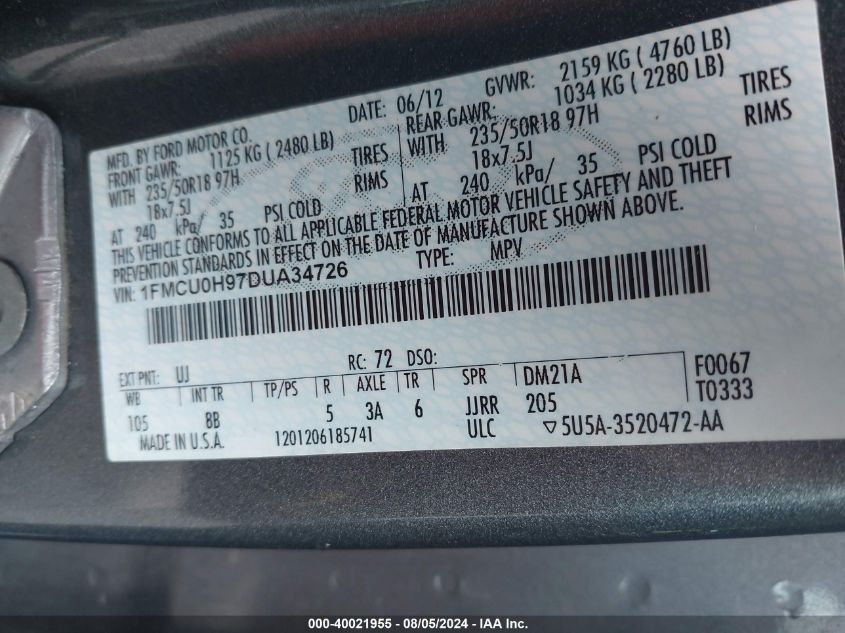 MFD. BY FORD MOTOR CO. DATE: 06/12 GVWR: 2159 KG ( 4760 LB)
FRONT GAWR: 1125 KG ( 2480 LB) REAR GAWR: 1034 KG ( 2280 LB)
WITH 235/50R18 97H TIRES WITH 235/50R18 97H TIRES
18x7.5J RIMS 18x7.5J RIMS
AT 240 kPa/ 35 PSI COLD AT 240 kPa/ 35 PSI COLD
THIS VEHICLE CONFORMS TO ALL APPLICABLE FEDERAL MOTOR VEHICLE SAFETY AND THEFT
PREVENTION STANDARDS IN EFFECT ON THE DATE OF MANUFACTURE SHOWN ABOVE.
VIN: 1FMCU0H97DUA34726 TYPE: MPV
EXT PNT: UJ RC: 72 DSO:
WB INT TR TP/PS R AXLE TR SPR DM21A F0067
105 8B 5 3A 6 JJRR 205 T0333
MADE IN U.S.A. 1201206185741 ULC ▽5U5A-3520472-AA
000-40021955 - 08/05/2024 - IAA Inc.